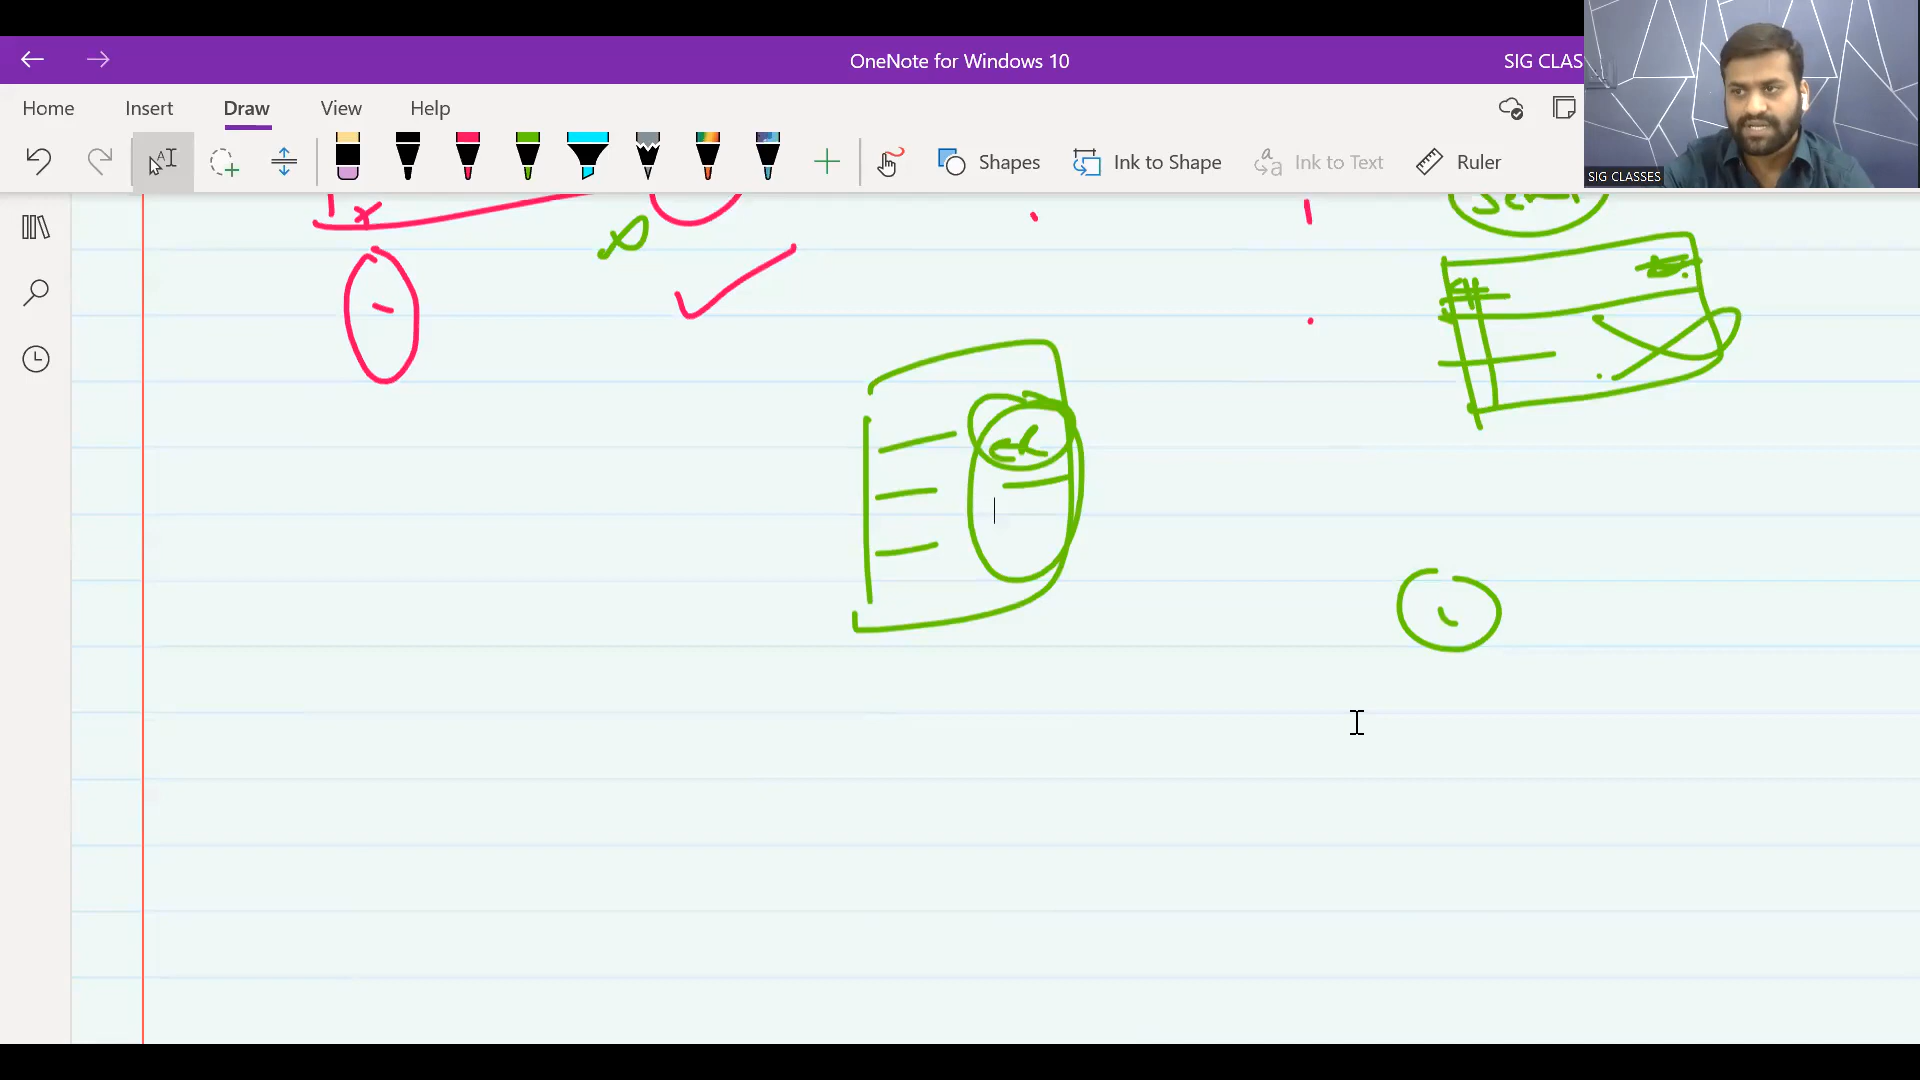 OneNote for Windows 10
SIG CLAS
Home Insert Draw View Help
Shapes Ink to Shape Ink to Text Ruler
SIG CLASSES